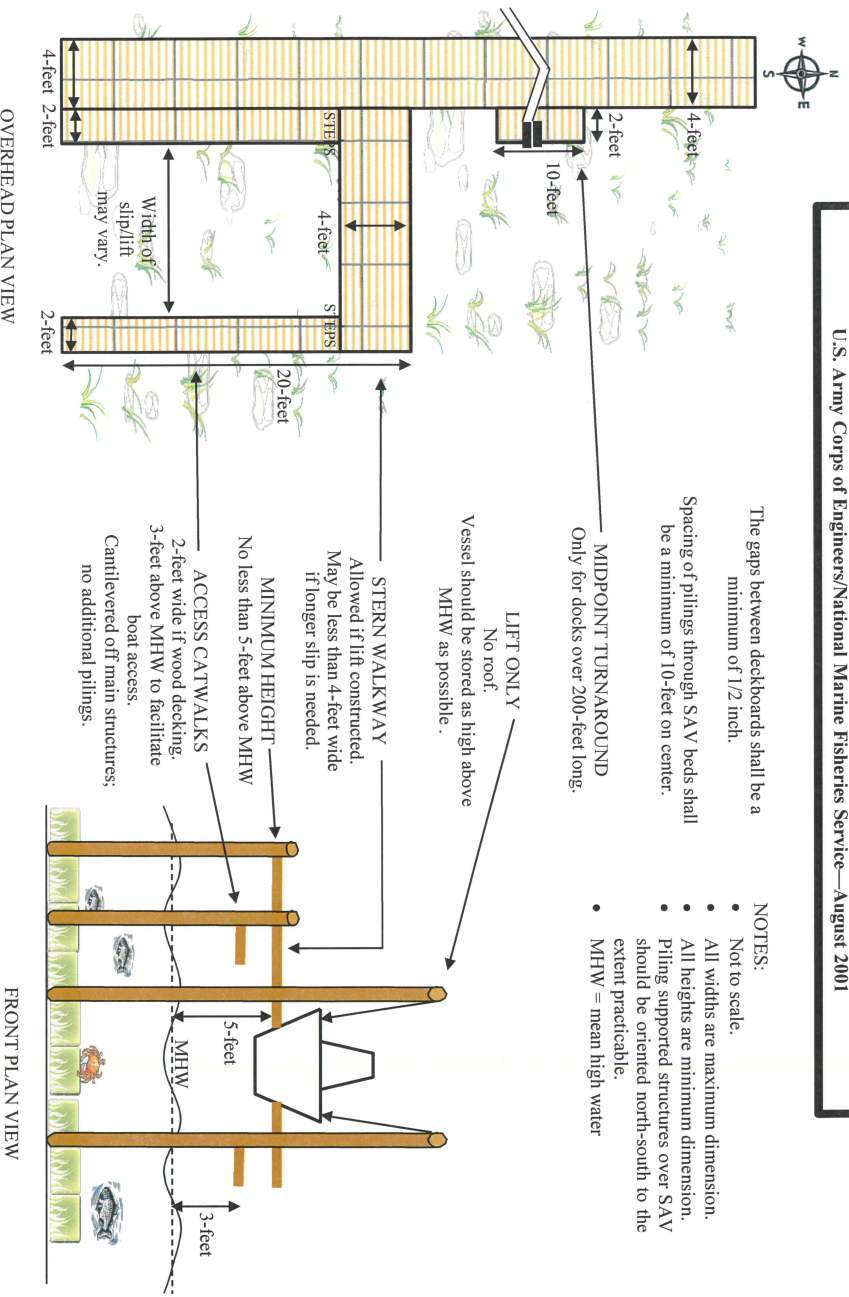 U.S. Army Corps of Engineers/National Marine Fisheries Service—August 2001
N
W
E
S
4-feet
4-feet
2-feet
10-feet
2-feet
STEPS
4-feet
Width of
slip/lift
may vary.
STEPS
2-feet
20-feet
OVERHEAD PLAN VIEW
The gaps between deckboards shall be a
minimum of 1/2 inch.
Spacing of pilings through SAV beds shall
be a minimum of 10-feet on center.
MIDPOINT TURNAROUND
Only for docks over 200-feet long.
LIFT ONLY
No roof.
Vessel should be stored as high above
MHW as possible .
STERN WALKWAY
Allowed if lift constructed.
May be less than 4-feet wide
if longer slip is needed.
MINIMUM HEIGHT
No less than 5-feet above MHW
ACCESS CATWALKS
2-feet wide if wood decking.
3-feet above MHW to facilitate
boat access.
Cantilevered off main structures;
no additional pilings.
NOTES:
• Not to scale.
• All widths are maximum dimension.
• All heights are minimum dimension.
• Piling supported structures over SAV
should be oriented north-south to the
extent practicable.
• MHW = mean high water
5-feet
MHW
3-feet
FRONT PLAN VIEW